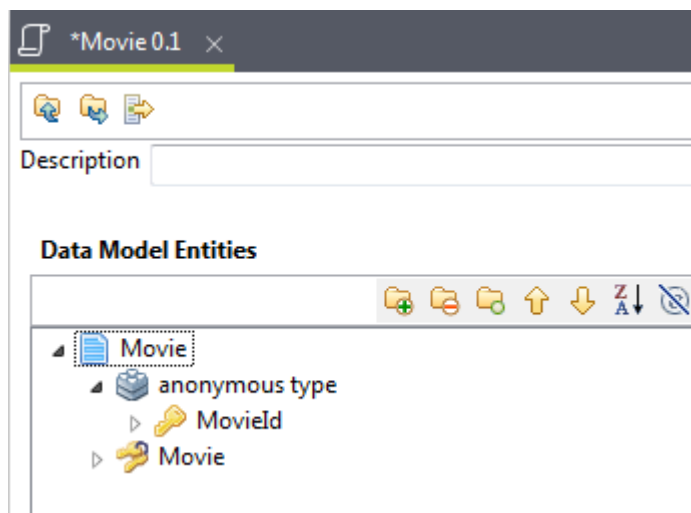 *Movie 0.1
Description
Data Model Entities
Z
A
Movie
anonymous type
MovieId
Movie